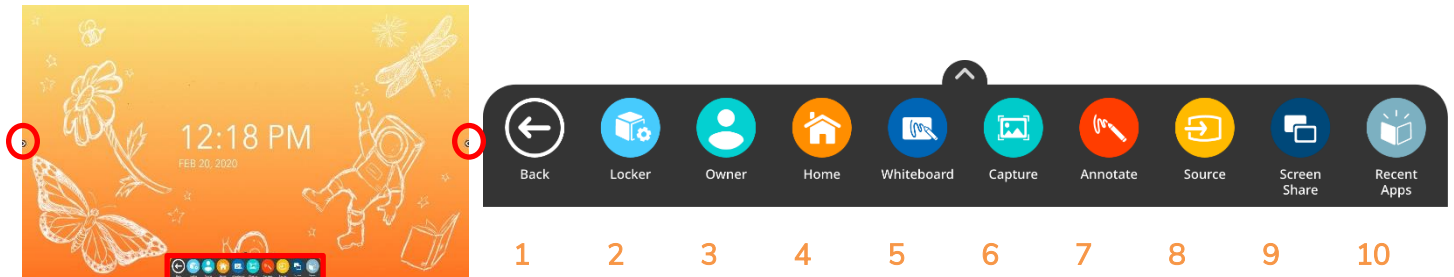 12:18 PM
FEB 20, 2020
Back
Locker
Owner
Home
Whiteboard
Capture
Annotate
Source
Screen
Share
Recent
Apps
1 2 3 4 5 6 7 8 9 10